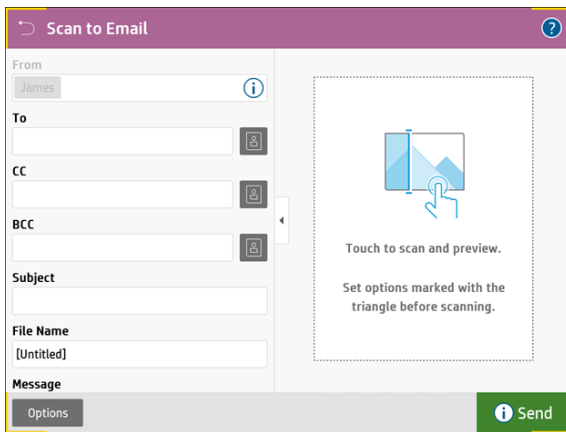 Scan to Email
From
James
To
CC
BCC
Subject
File Name
[Untitled]
Message
Touch to scan and preview.
Set options marked with the
triangle before scanning.
Options
Send